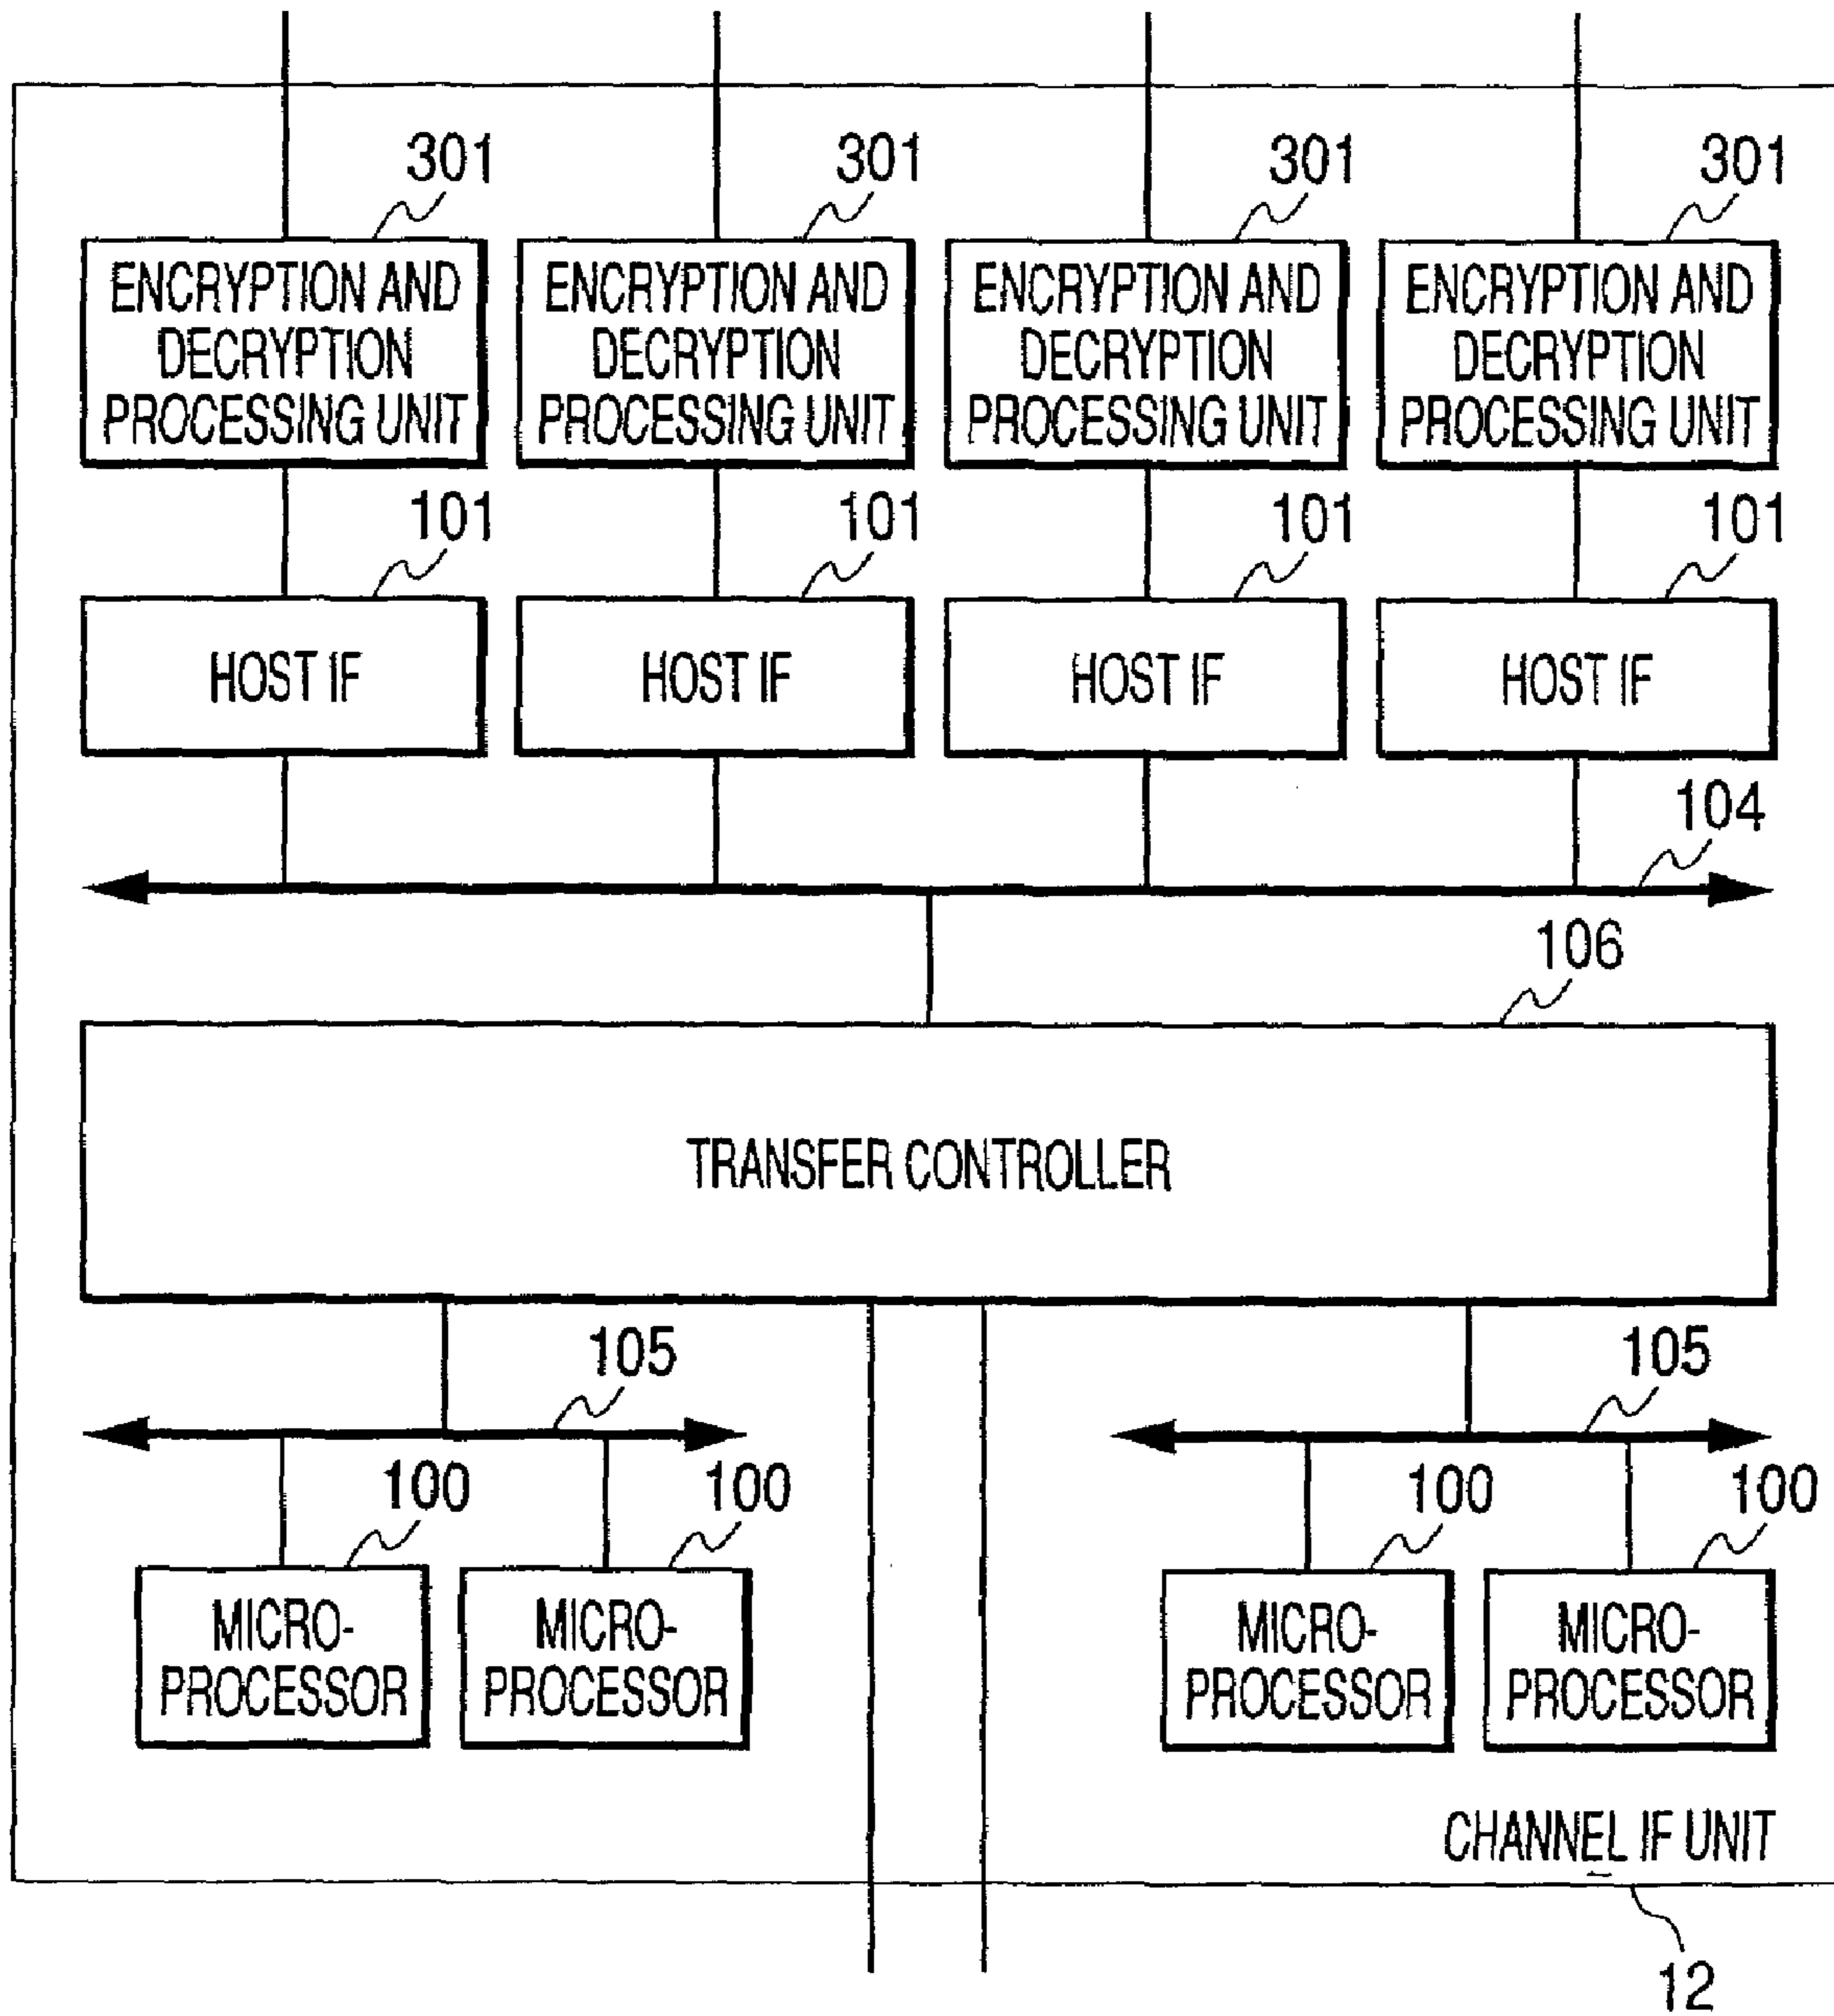 301 301 301 301
ENCRYPTION AND ENCRYPTION AND ENCRYPTION AND ENCRYPTION AND
DECRYPTION DECRYPTION DECRYPTION DECRYPTION
PROCESSING UNIT PROCESSING UNIT PROCESSING UNIT PROCESSING UNIT
101 101 101 101
HOST IF HOST IF HOST IF HOST IF
104
106
TRANSFER CONTROLLER
105 105
100 100 100 100
MICRO- MICRO- MICRO- MICRO-
PROCESSOR PROCESSOR PROCESSOR PROCESSOR
CHANNEL IF UNIT
12